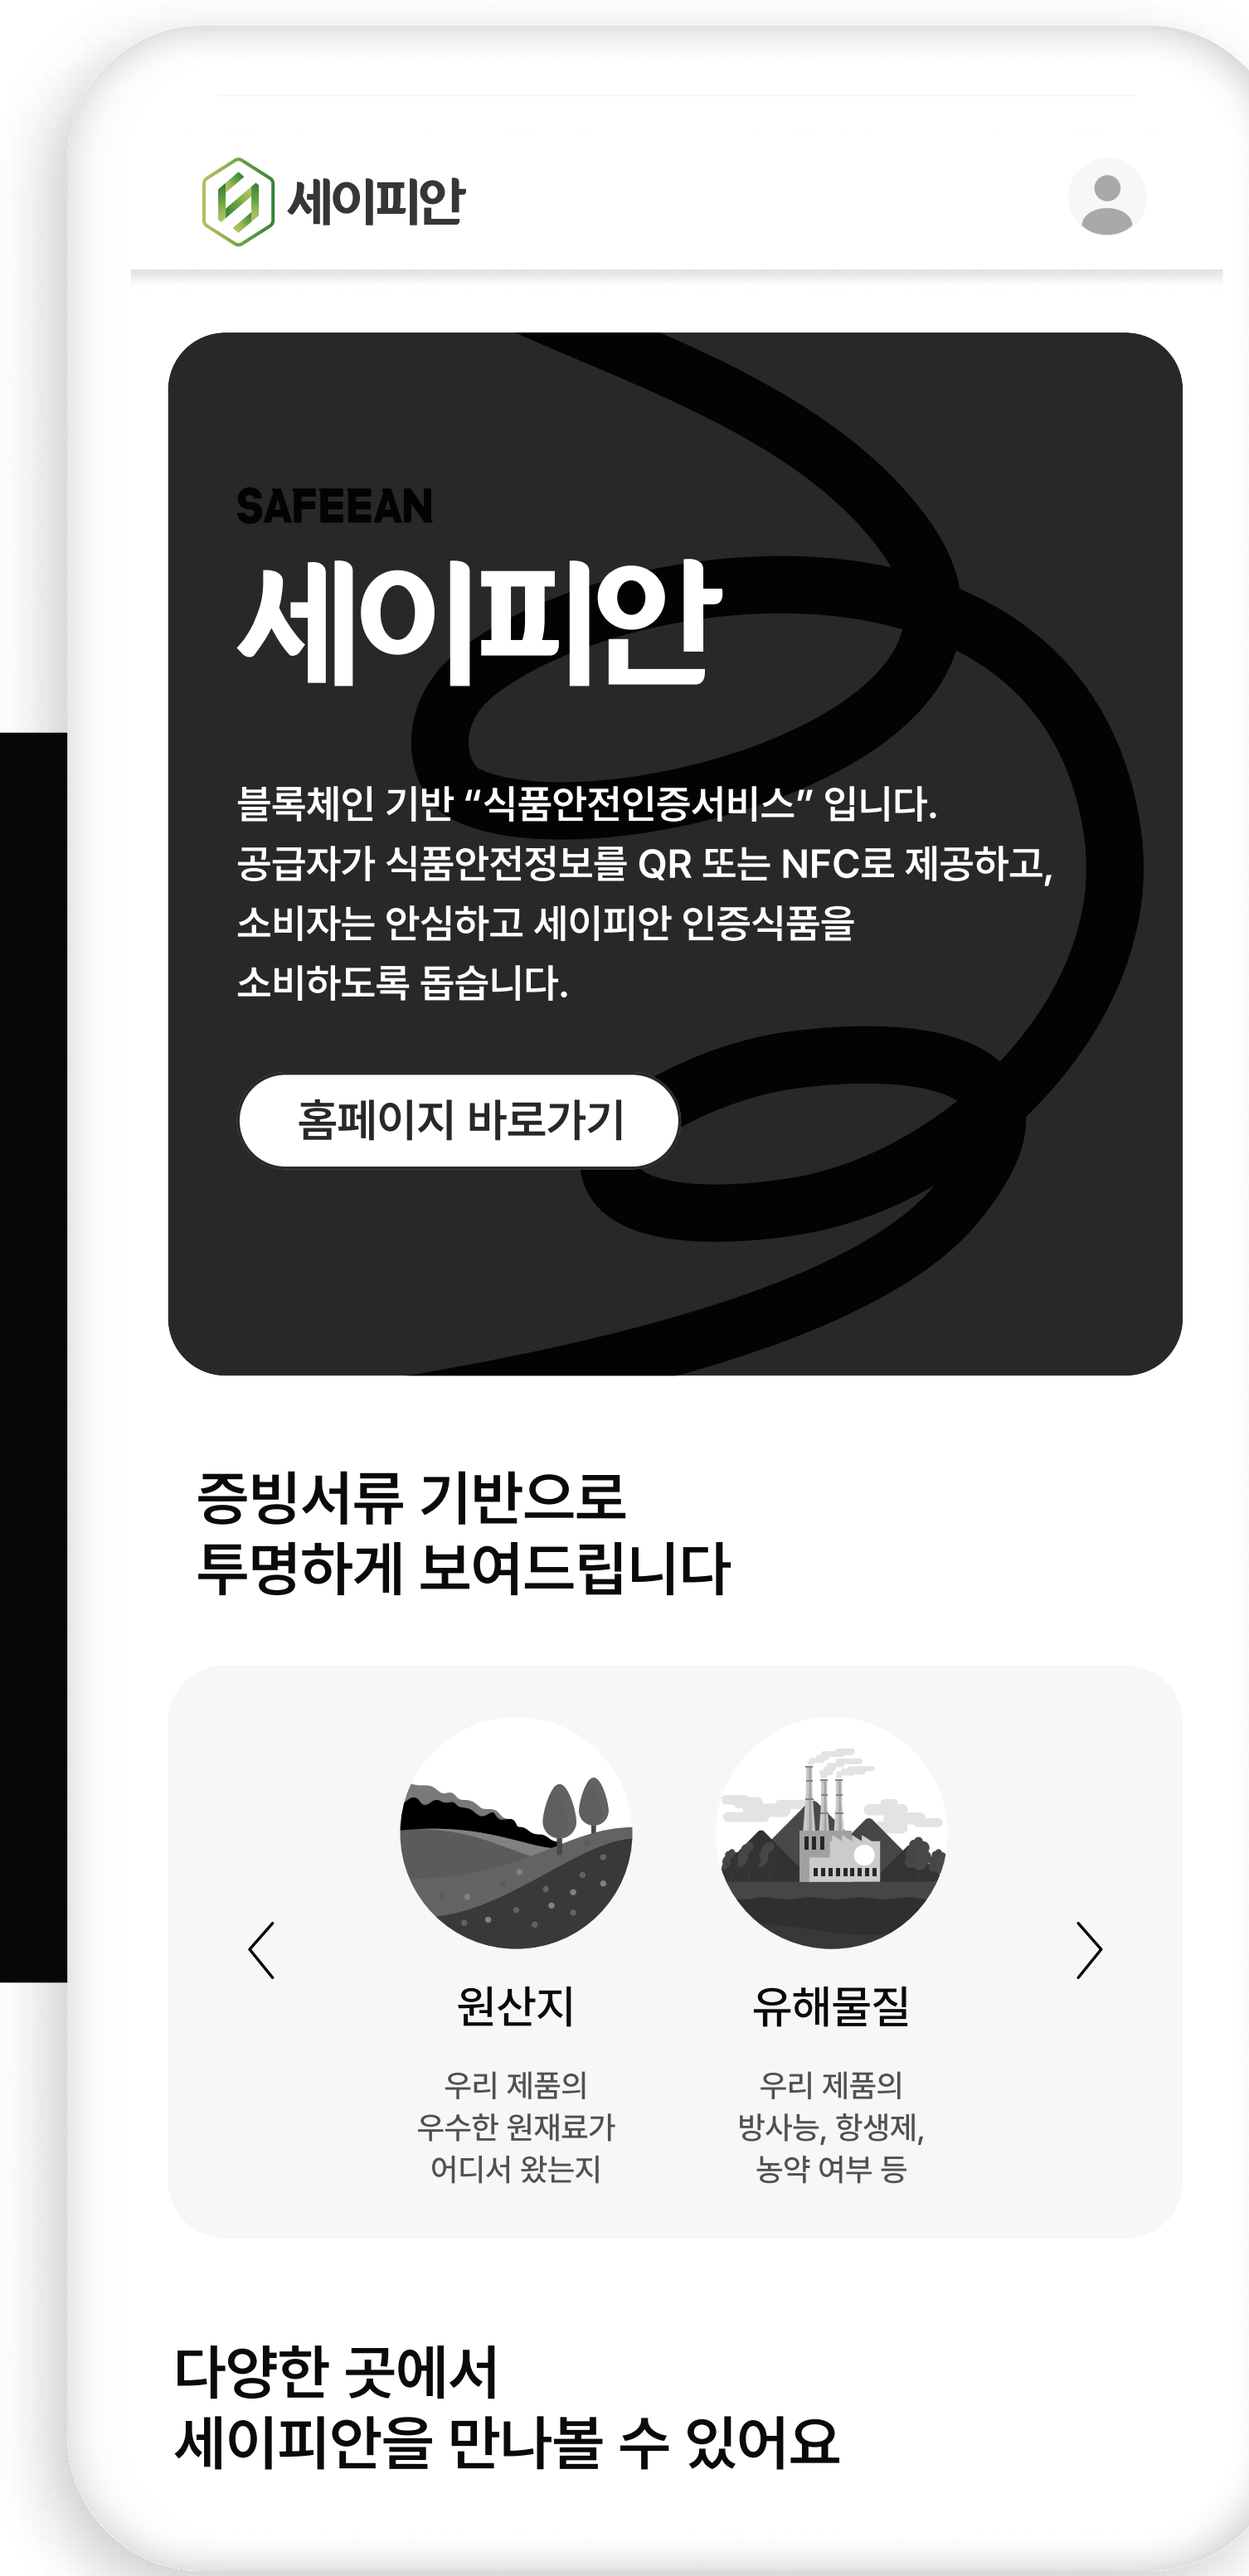 세이피안
SAFEEAN
세이피안
블록체인 기반 “식품안전인증서비스” 입니다.
공급자가 식품안전정보를 QR 또는 NFC로 제공하고,
소비자는 안심하고 세이피안 인증식품을
소비하도록 돕습니다.
홈페이지 바로가기
증빙서류 기반으로
투명하게 보여드립니다
원산지
우리 제품의
우수한 원재료가
어디서 왔는지
유해물질
우리 제품의
방사능, 항생제,
농약 여부 등
다양한 곳에서
세이피안을 만나볼 수 있어요